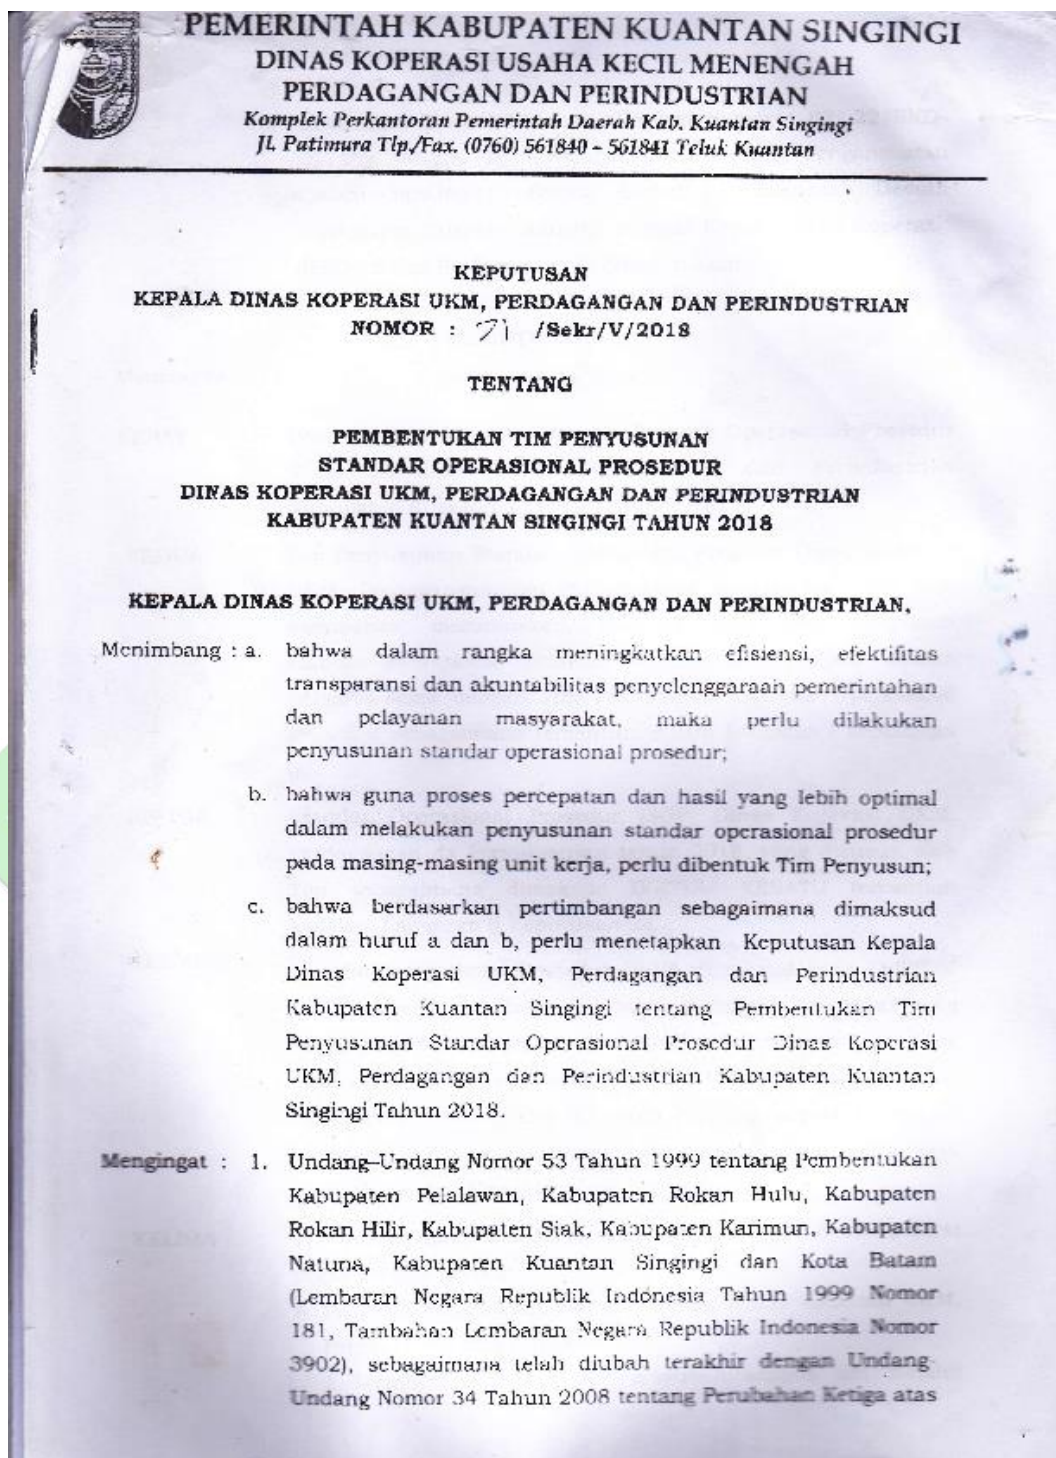 PEMERINTAH KABUPATEN KUANTAN SINGINGI
DINAS KOPERASI USAHA KECIL MENENGAH
PERDAGANGAN DAN PERINDUSTRIAN
Komplek Perkantoran Pemerintah Daerah Kab. Kuantan Singingi
Jl. Patimura Tlp./Fax. (0760) 561840 – 561841 Teluk Kuantan
KEPUTUSAN
KEPALA DINAS KOPERASI UKM, PERDAGANGAN DAN PERINDUSTRIAN
NOMOR : 71 /Sekr/V/2018
TENTANG
PEMBENTUKAN TIM PENYUSUNAN
STANDAR OPERASIONAL PROSEDUR
DINAS KOPERASI UKM, PERDAGANGAN DAN PERINDUSTRIAN
KABUPATEN KUANTAN SINGINGI TAHUN 2018
KEPALA DINAS KOPERASI UKM, PERDAGANGAN DAN PERINDUSTRIAN,
Menimbang : a. bahwa dalam rangka meningkatkan efisiensi, efektifitas
transparansi dan akuntabilitas penyelenggaraan pemerintahan
dan pelayanan masyarakat, maka perlu dilakukan
penyusunan standar operasional prosedur;
b. bahwa guna proses percepatan dan hasil yang lebih optimal
dalam melakukan penyusunan standar operasional prosedur
pada masing-masing unit kerja, perlu dibentuk Tim Penyusun;
c. bahwa berdasarkan pertimbangan sebagaimana dimaksud
dalam huruf a dan b, perlu menetapkan Keputusan Kepala
Dinas Koperasi UKM, Perdagangan dan Perindustrian
Kabupaten Kuantan Singingi tentang Pembentukan Tim
Penyusunan Standar Operasional Prosedur Dinas Koperasi
UKM, Perdagangan dan Perindustrian Kabupaten Kuantan
Singingi Tahun 2018.
Mengingat : 1. Undang–Undang Nomor 53 Tahun 1999 tentang Pembentukan
Kabupaten Pelalawan, Kabupaten Rokan Hulu, Kabupaten
Rokan Hilir, Kabupaten Siak, Kabupaten Karimun, Kabupaten
Natuna, Kabupaten Kuantan Singingi dan Kota Batam
(Lembaran Negara Republik Indonesia Tahun 1999 Nomor
181, Tambahan Lembaran Negara Republik Indonesia Nomor
3902), sebagaimana telah diubah terakhir dengan Undang-
Undang Nomor 34 Tahun 2008 tentang Perubahan Ketiga atas